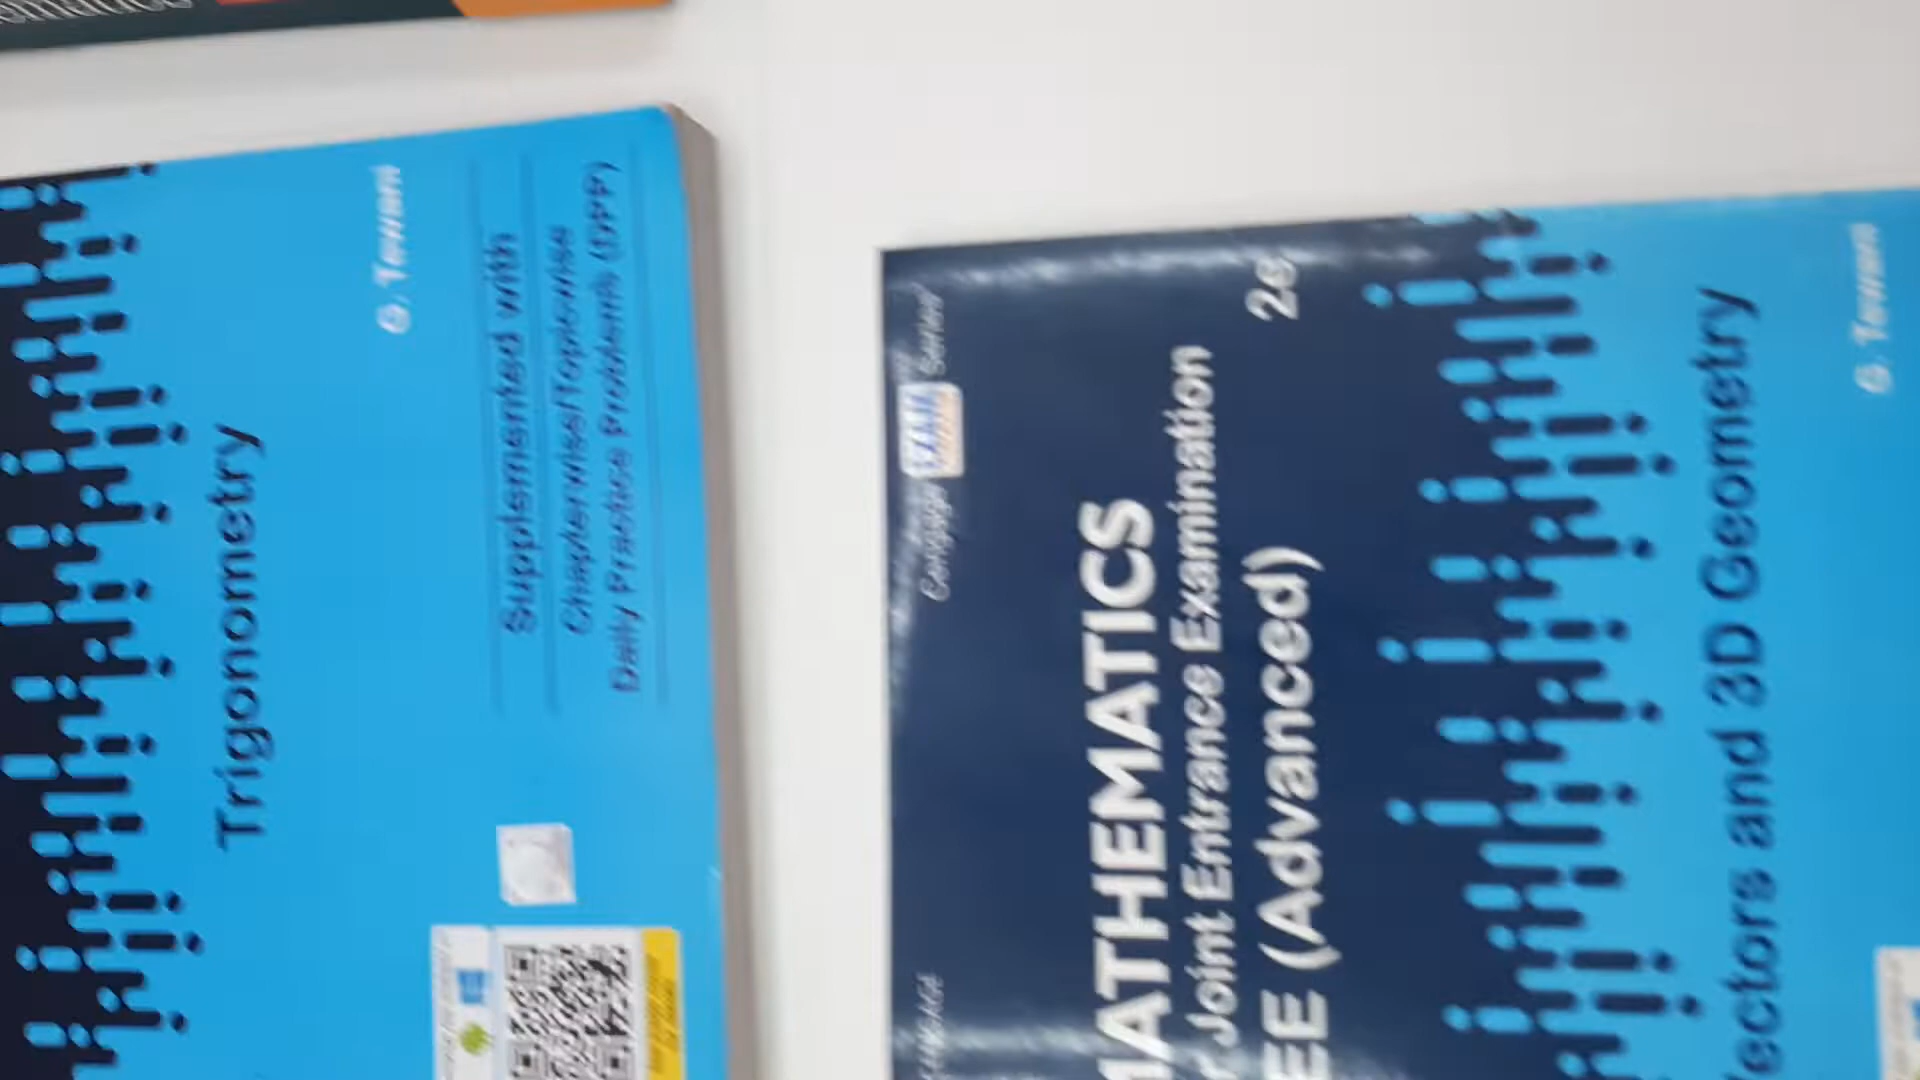 Trigonometry
G. Tewani
Supplemented with
Chapterwise/Topicwise
Daily Practice Problems (DPP)
Cengage EXAM Series
MATHEMATICS
Joint Entrance Examination
EE (Advanced)
2e
ectors and 3D Geometry
G. Tewani